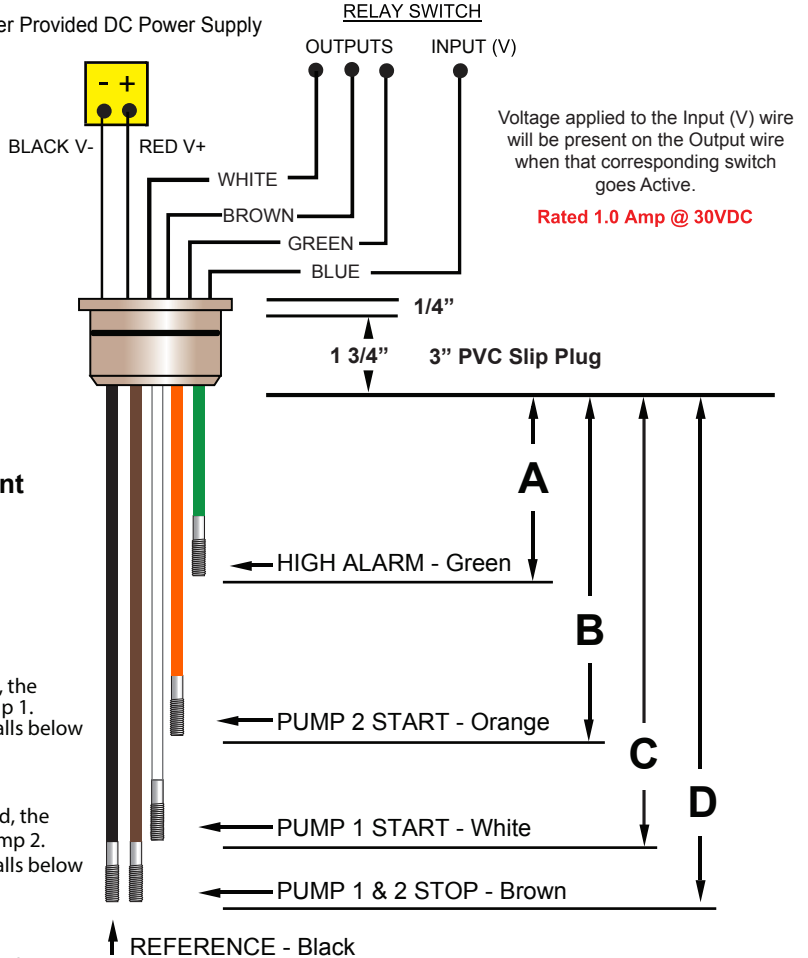 RELAY SWITCH
er Provided DC Power Supply
OUTPUTS
INPUT (V)
- +
BLACK V-
RED V+
Voltage applied to the Input (V) wire
will be present on the Output wire
when that corresponding switch
goes Active.
Rated 1.0 Amp @ 30VDC
WHITE
BROWN
GREEN
BLUE
1/4”
1 3/4”
3” PVC Slip Plug
A
nt
HIGH ALARM - Green
B
, the
p 1.
alls below
PUMP 2 START - Orange
C
D
d, the
mp 2.
alls below
PUMP 1 START - White
PUMP 1 & 2 STOP - Brown
REFERENCE - Black